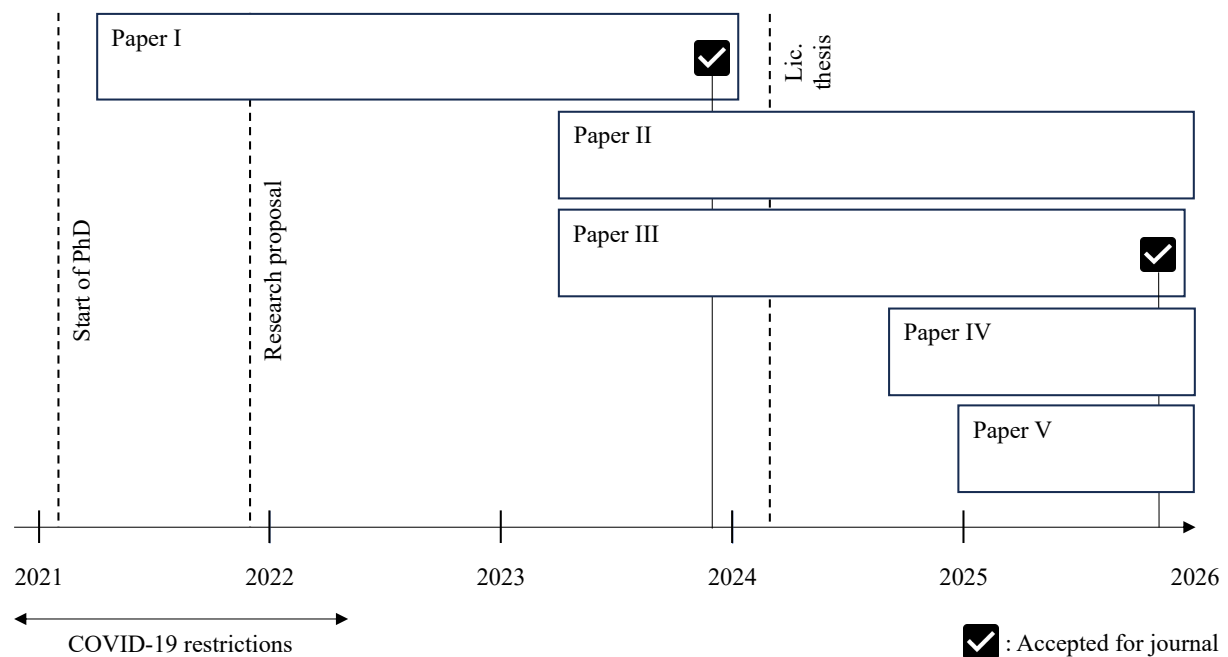 Paper I
Lic.
thesis
Paper II
Start of PhD
Research proposal
Paper III
Paper IV
Paper V
2021
2022
2023
2024
2025
2026
COVID-19 restrictions
: Accepted for journal